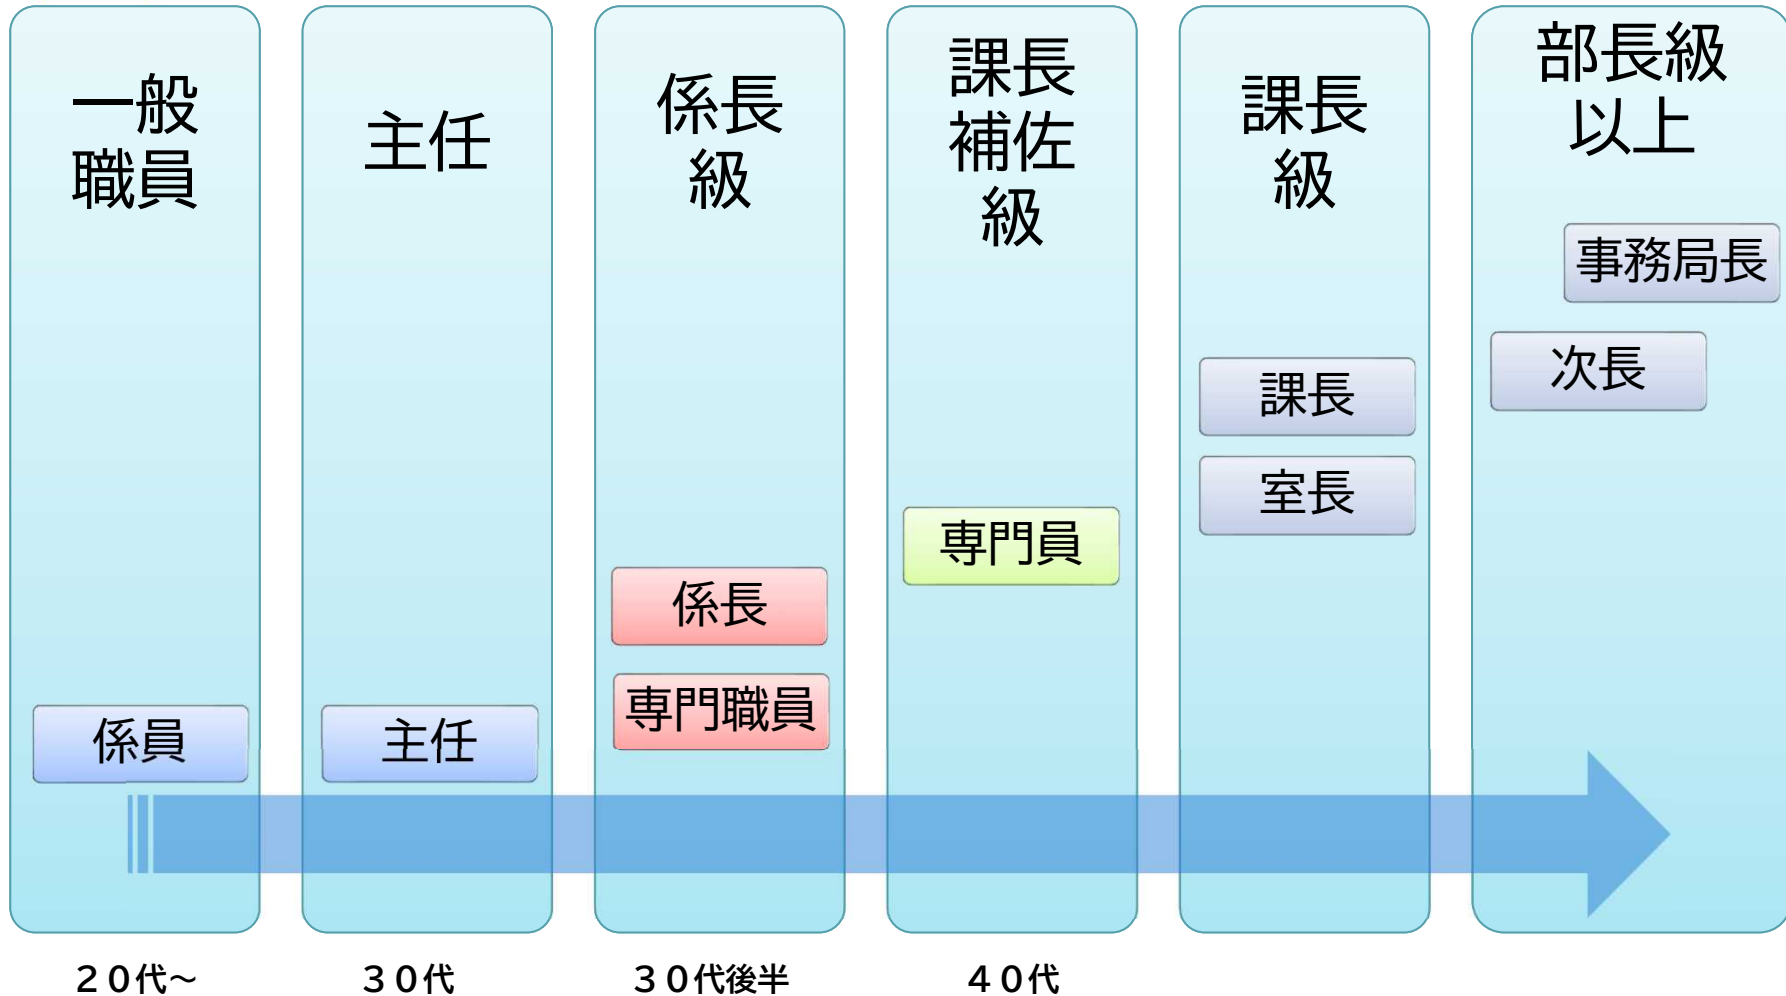 一般
職員
係員
20代～
主任
主任
30代
係長
級
係長
専門職員
30代後半
課長
補佐
級
専門員
40代
課長
級
課長
室長
部長級
以上
事務局長
次長